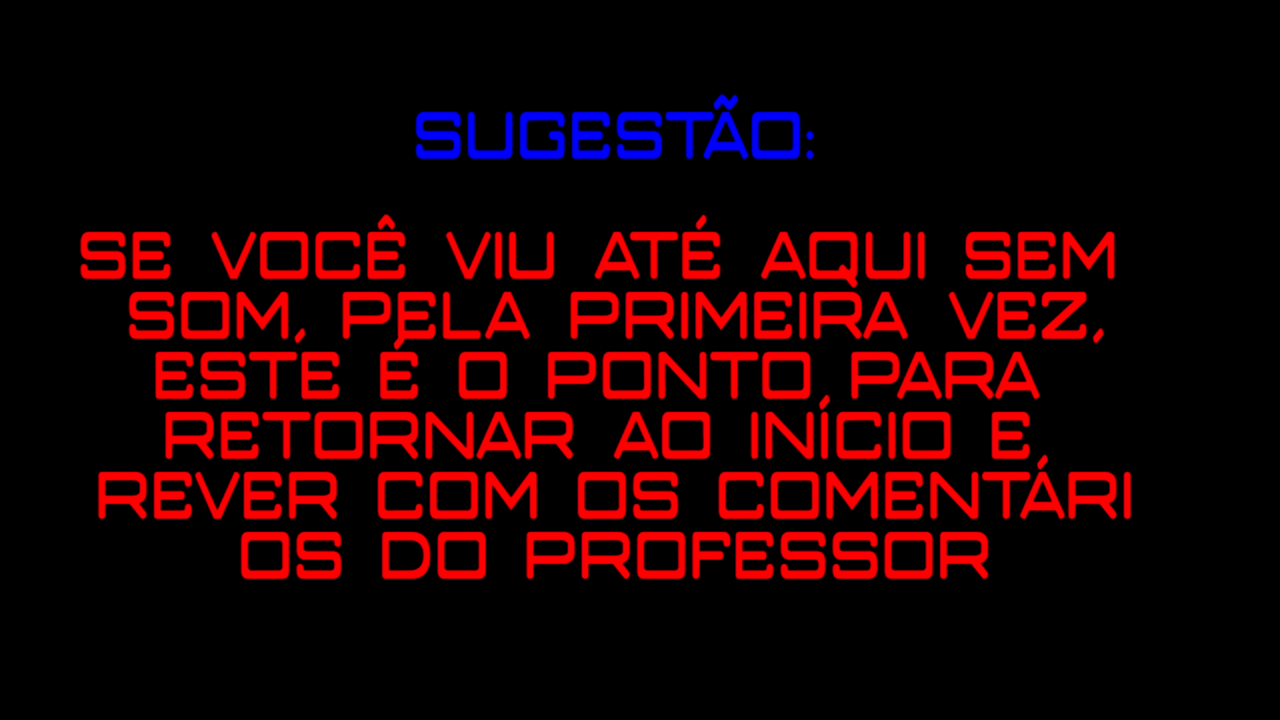 SUGESTÃO:
SE VOCÊ VIU ATÉ AQUI SEM
SOM, PELA PRIMEIRA VEZ,
ESTE É O PONTO PARA
RETORNAR AO INÍCIO E
REVER COM OS COMENTÁRI
OS DO PROFESSOR